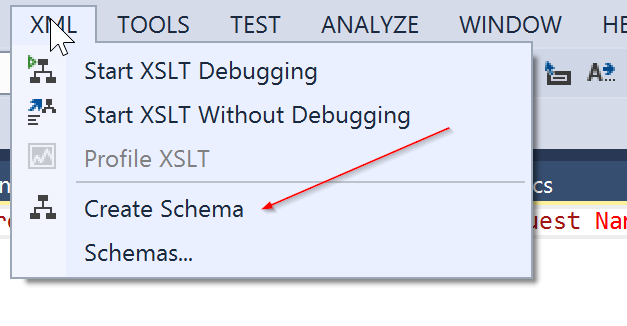 XML TOOLS TEST ANALYZE WINDOW HE
Start XSLT Debugging
Start XSLT Without Debugging
Profile XSLT
Create Schema
cs
uest Nam
Schemas...